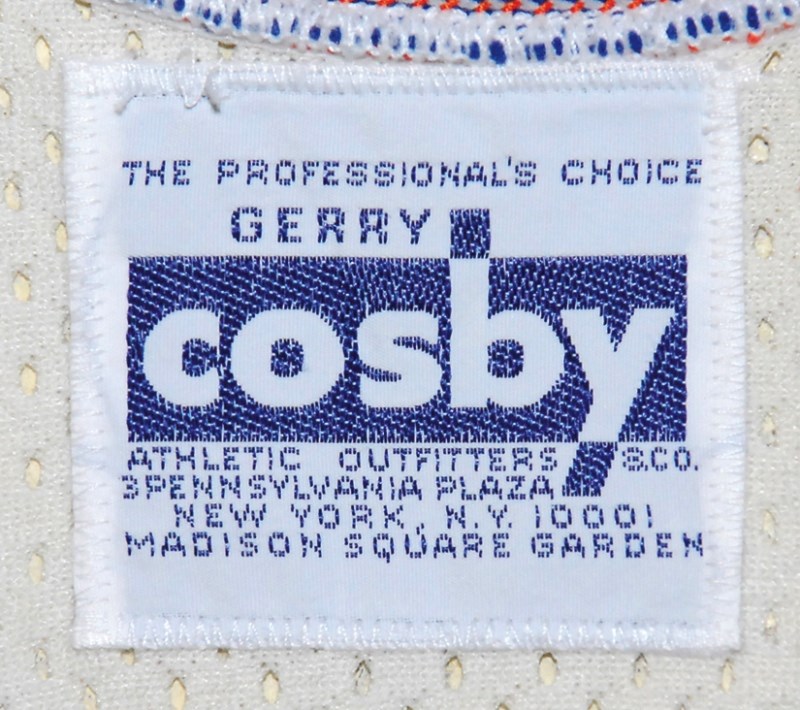 THE PROFESSIONAL'S CHOICE
GERRY
cosby
ATHLETIC OUTFITTERS &CO.
3 PENNSYLVANIA PLAZA
NEW YORK, N.Y. 10001
MADISON SQUARE GARDEN